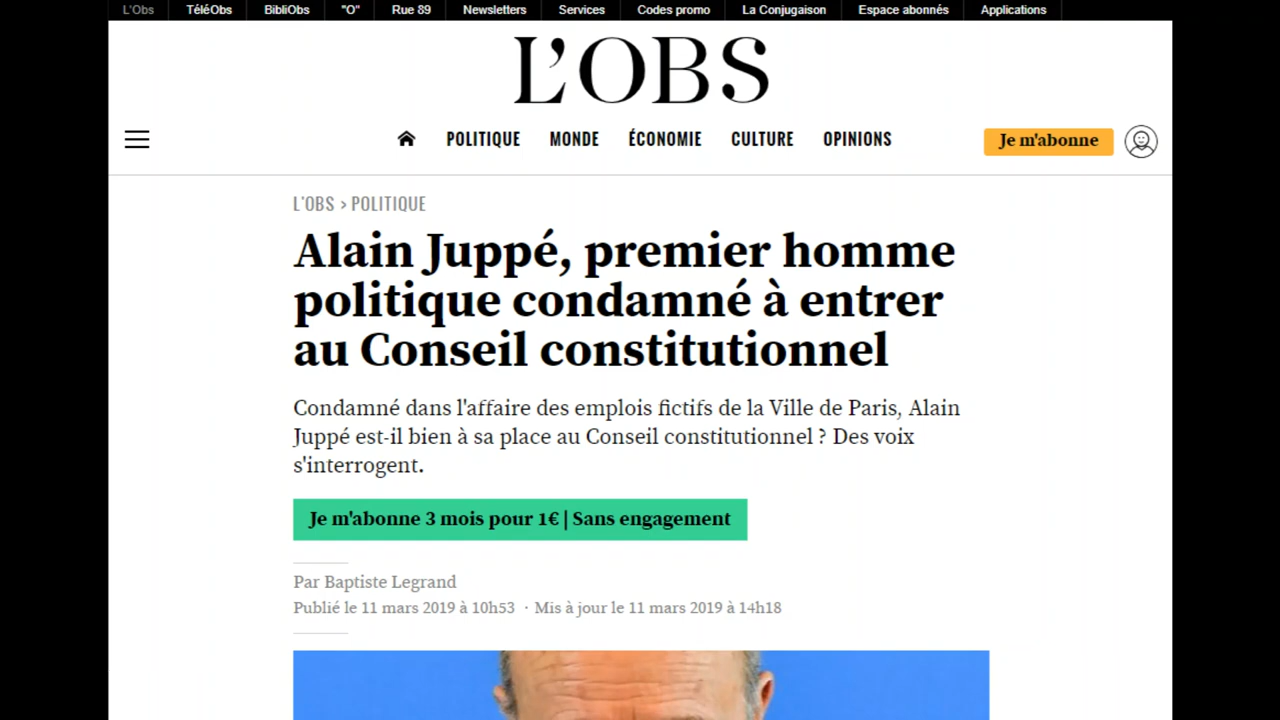 L'Obs TéléObs BibliObs "O" Rue 89 Newsletters Services Codes promo La Conjugaison Espace abonnés Applications
L'OBS
POLITIQUE MONDE ÉCONOMIE CULTURE OPINIONS Je m'abonne
L'OBS > POLITIQUE
Alain Juppé, premier homme
politique condamné à entrer
au Conseil constitutionnel
Condamné dans l'affaire des emplois fictifs de la Ville de Paris, Alain
Juppé est-il bien à sa place au Conseil constitutionnel ? Des voix
s'interrogent.
Je m'abonne 3 mois pour 1€ | Sans engagement
Par Baptiste Legrand
Publié le 11 mars 2019 à 10h53 · Mis à jour le 11 mars 2019 à 14h18